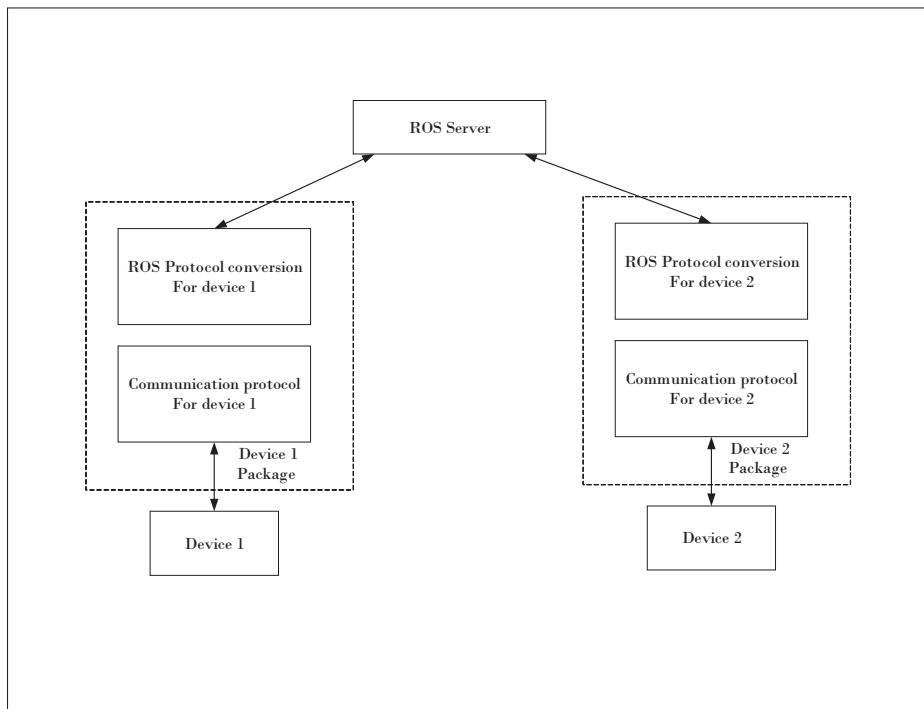 ROS Server
ROS Protocol conversion
For device 1
Communication protocol
For device 1
Device 1
Package
Device 1
ROS Protocol conversion
For device 2
Communication protocol
For device 2
Device 2
Package
Device 2